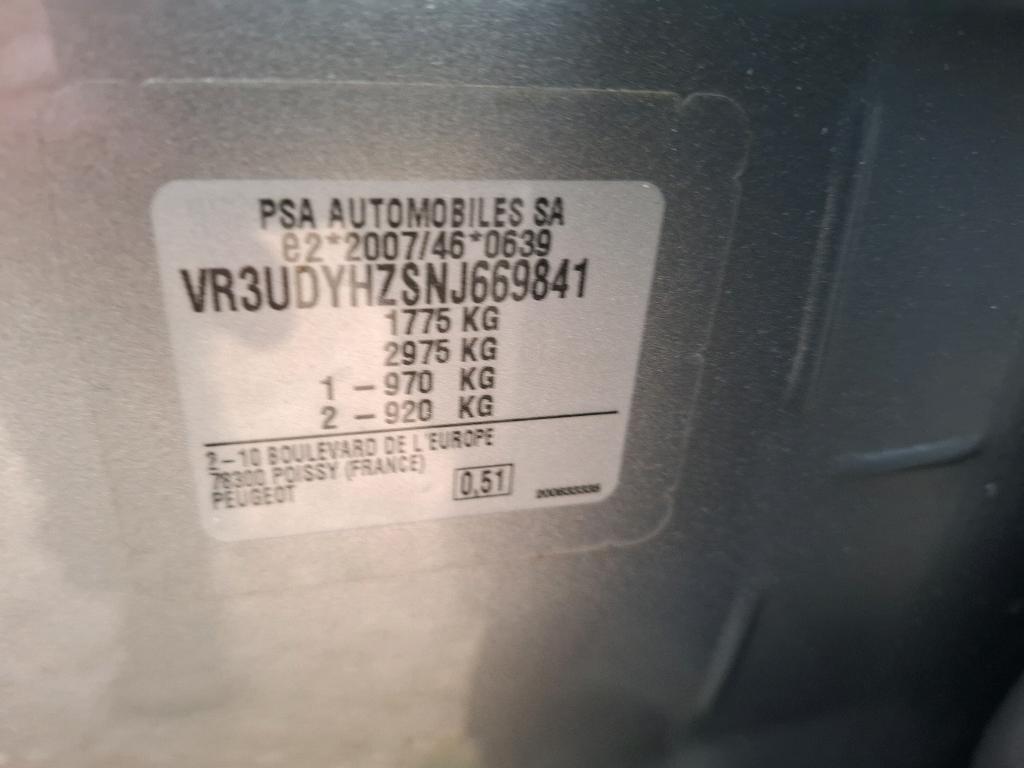 PSA AUTOMOBILES SA
e2*2007/46*0639
VR3UDYHZSNJ669841
1775 KG
2975 KG
1 – 970 KG
2 – 920 KG
2–10 BOULEVARD DE L'EUROPE
78300 POISSY (FRANCE)
PEUGEOT
0,51